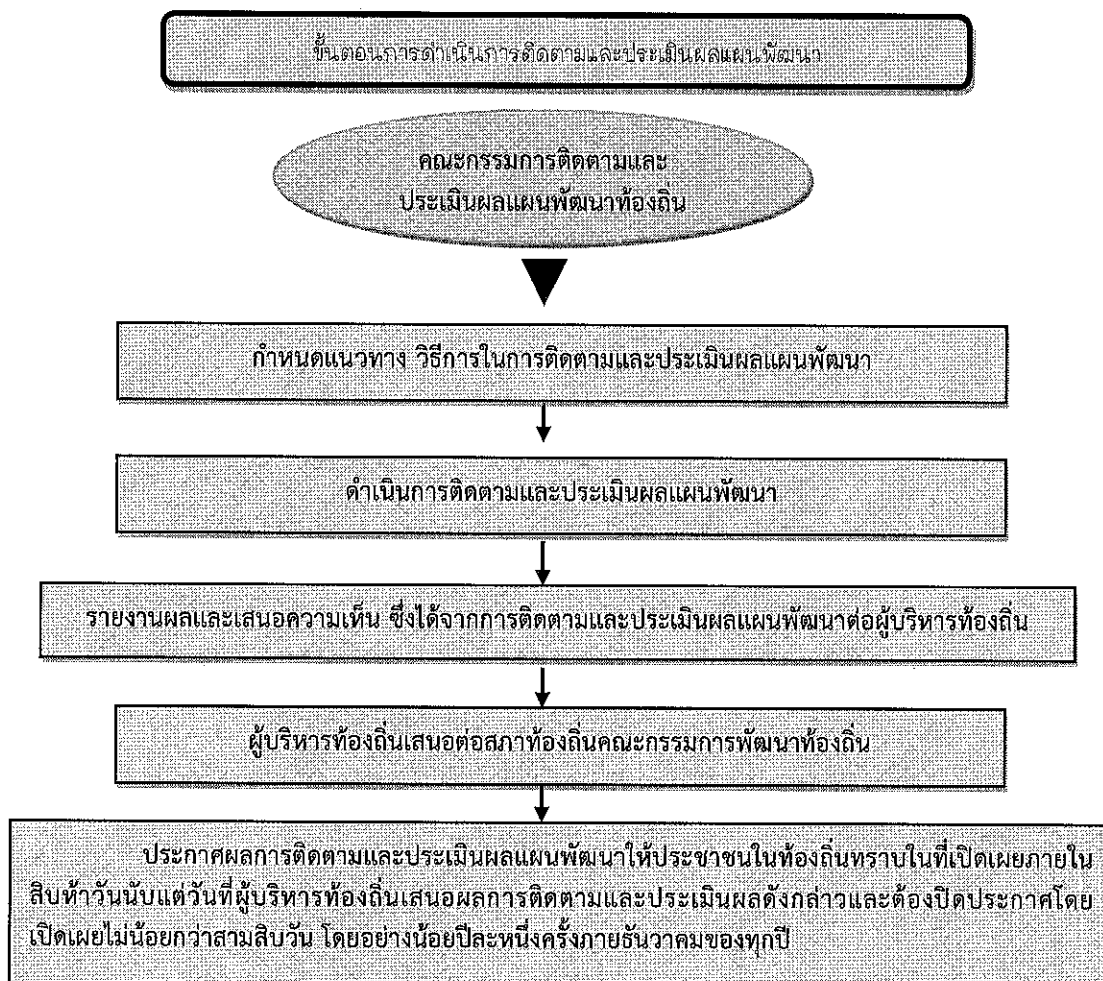 ขั้นตอนการดำเนินการติดตามและประเมินผลแผนพัฒนา
คณะกรรมการติดตามและ
ประเมินผลแผนพัฒนาท้องถิ่น
กำหนดแนวทาง วิธีการในการติดตามและประเมินผลแผนพัฒนา
ดำเนินการติดตามและประเมินผลแผนพัฒนา
รายงานผลและเสนอความเห็น ซึ่งได้จากการติดตามและประเมินผลแผนพัฒนาต่อผู้บริหารท้องถิ่น
ผู้บริหารท้องถิ่นเสนอต่อสภาท้องถิ่นคณะกรรมการพัฒนาท้องถิ่น
ประกาศผลการติดตามและประเมินผลแผนพัฒนาให้ประชาชนในท้องถิ่นทราบในที่เปิดเผยภายใน
สิบห้าวันนับแต่วันที่ผู้บริหารท้องถิ่นเสนอผลการติดตามและประเมินผลดังกล่าวและต้องปิดประกาศโดย
เปิดเผยไม่น้อยกว่าสามสิบวัน โดยอย่างน้อยปีละหนึ่งครั้งภายธันวาคมของทุกปี